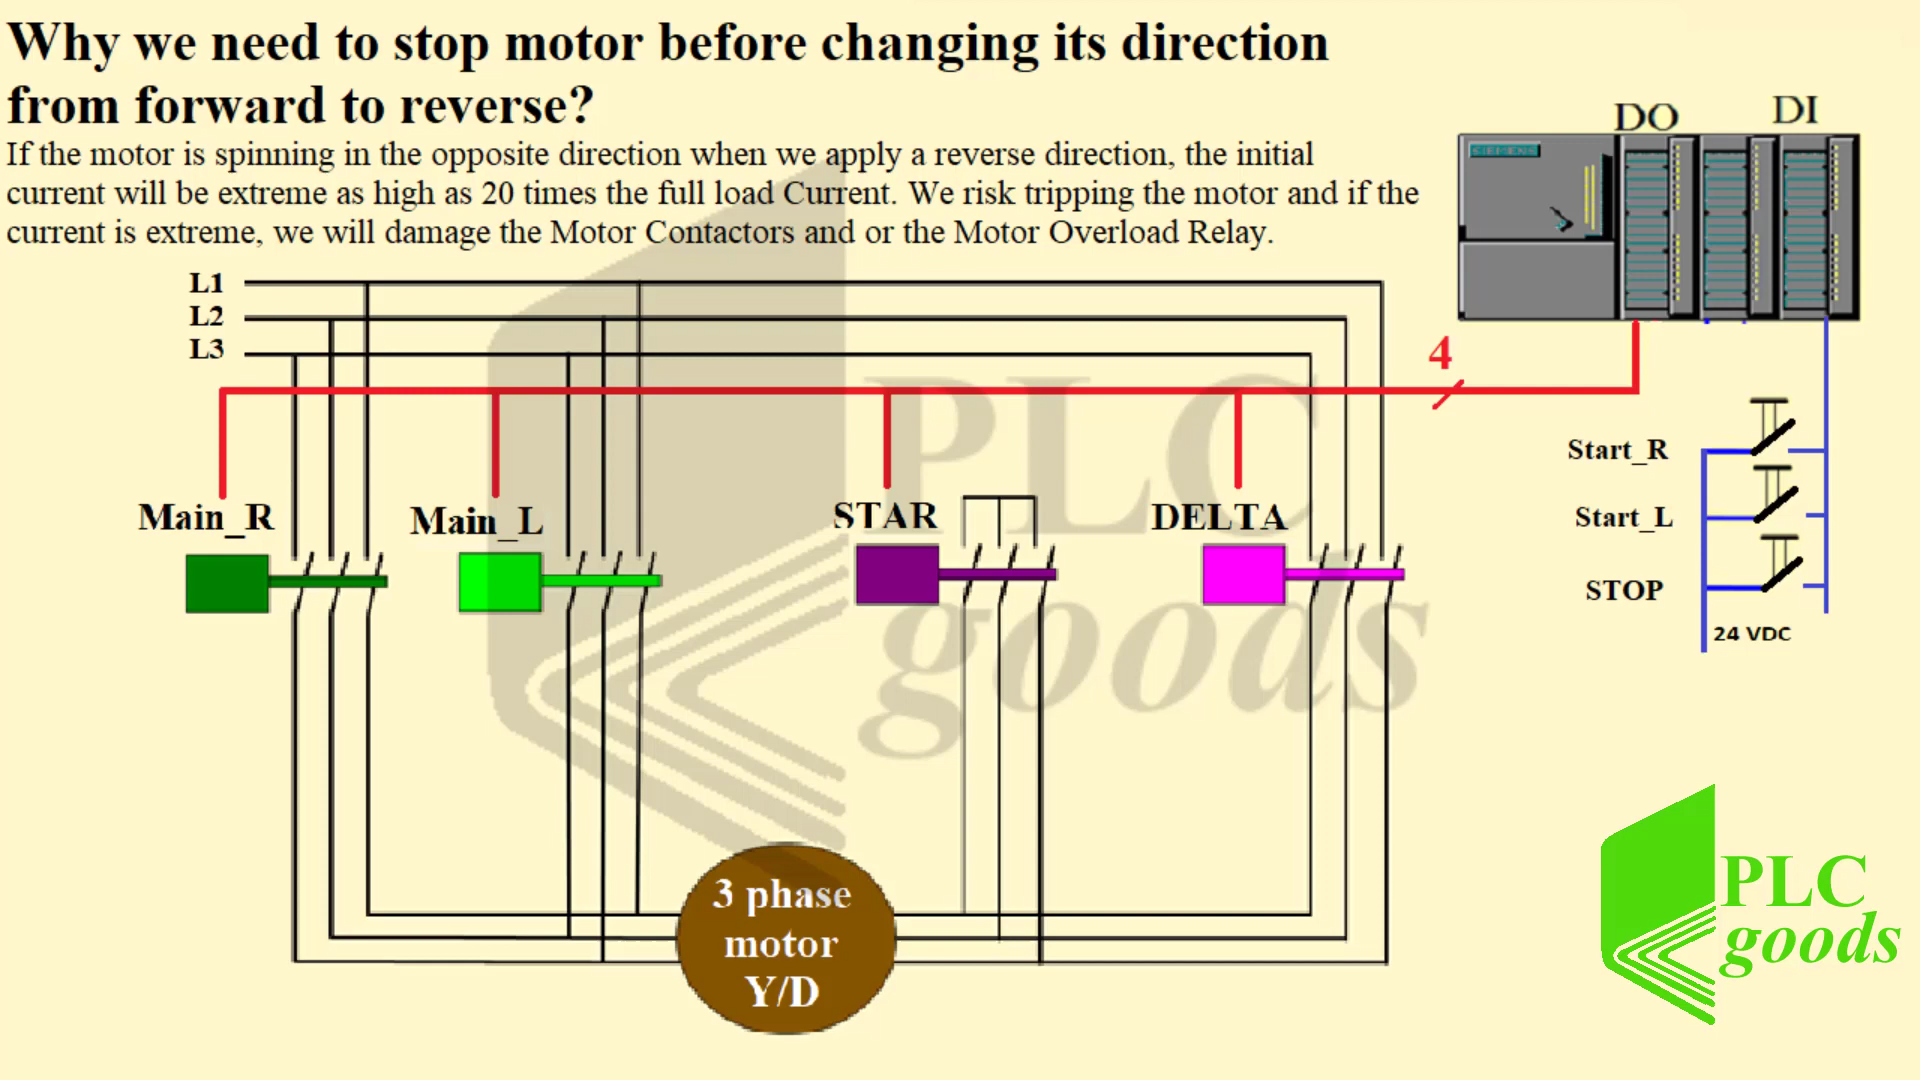 Why we need to stop motor before changing its direction
from forward to reverse?
If the motor is spinning in the opposite direction when we apply a reverse direction, the initial
current will be extreme as high as 20 times the full load Current. We risk tripping the motor and if the
current is extreme, we will damage the Motor Contactors and or the Motor Overload Relay.
DO
DI
SIEMENS
L1
L2
L3
4
Start_R
Start_L
STOP
24 VDC
Main_R
Main_L
STAR
DELTA
PLC
goods
3 phase
motor
Y/D
PLC
goods